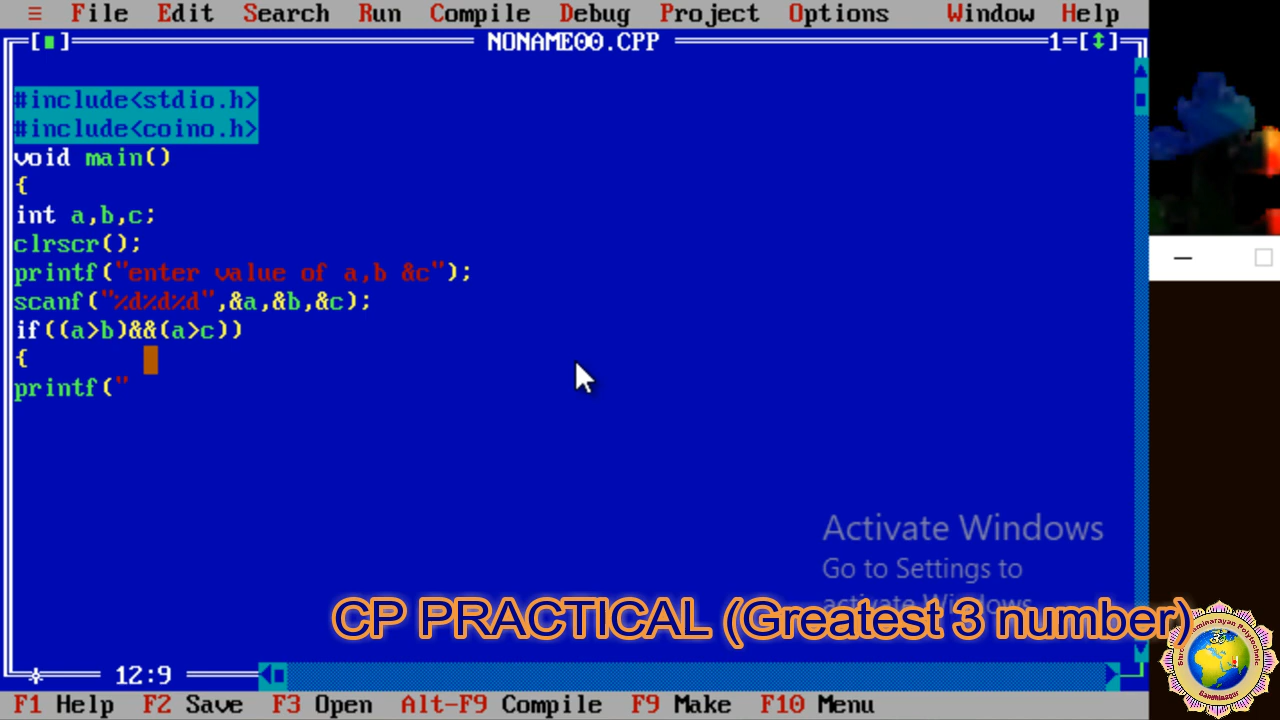 ≡ File Edit Search Run Compile Debug Project Options Window Help
[■] NONAME00.CPP 1=[↕]
#include<stdio.h>
#include<coino.h>
void main()
{
int a,b,c;
clrscr();
printf("enter value of a,b &c");
scanf("%d%d%d",&a,&b,&c);
if((a>b)&&(a>c))
{
printf("
Activate Windows
Go to Settings to
activate Windows
CP PRACTICAL (Greatest 3 number)
12:9
F1 Help F2 Save F3 Open Alt-F9 Compile F9 Make F10 Menu